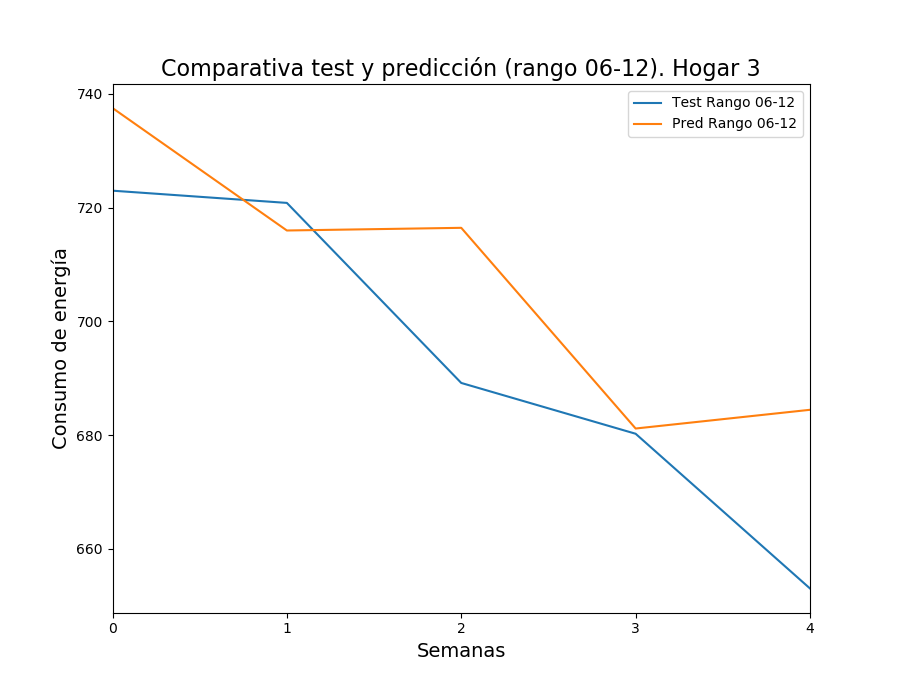 Comparativa test y predicción (rango 06-12). Hogar 3
Test Rango 06-12
Pred Rango 06-12
Consumo de energía
740
720
700
680
660
0 1 2 3 4
Semanas